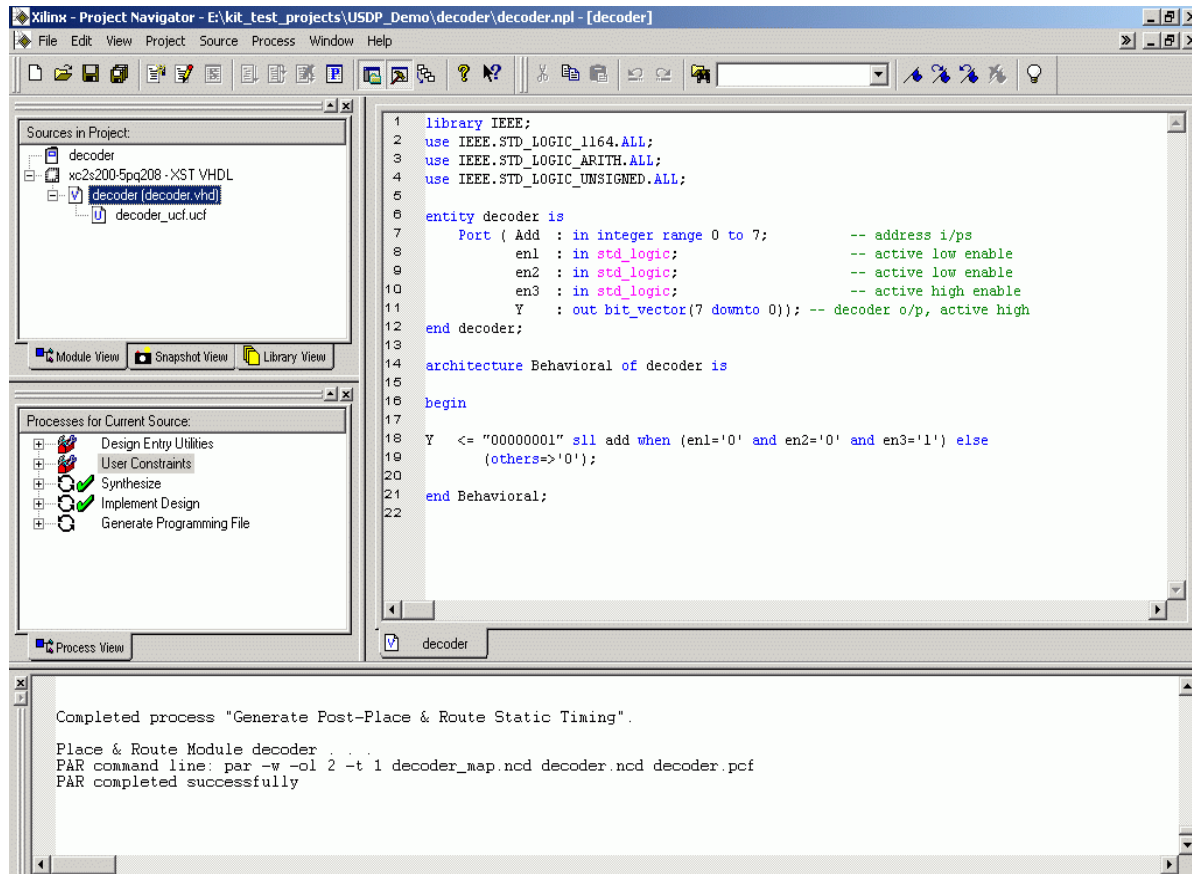 Xilinx - Project Navigator - E:\kit_test_projects\USDP_Demo\decoder\decoder.npl - [decoder]
File Edit View Project Source Process Window Help
Sources in Project:
decoder
xc2s200-5pq208 - XST VHDL
decoder (decoder.vhd)
decoder_ucf.ucf
Module View Snapshot View Library View
Processes for Current Source:
Design Entry Utilities
User Constraints
Synthesize
Implement Design
Generate Programming File
Process View
1 library IEEE;
2 use IEEE.STD_LOGIC_1164.ALL;
3 use IEEE.STD_LOGIC_ARITH.ALL;
4 use IEEE.STD_LOGIC_UNSIGNED.ALL;
5
6 entity decoder is
7 Port ( Add : in integer range 0 to 7; -- address i/ps
8 en1 : in std_logic; -- active low enable
9 en2 : in std_logic; -- active low enable
10 en3 : in std_logic; -- active high enable
11 Y : out bit_vector(7 downto 0)); -- decoder o/p, active high
12 end decoder;
13
14 architecture Behavioral of decoder is
15
16 begin
17
18 Y <= "00000001" sll add when (en1='0' and en2='0' and en3='1') else
19 (others=>'0');
20
21 end Behavioral;
22
decoder
Completed process "Generate Post-Place & Route Static Timing".
Place & Route Module decoder . . .
PAR command line: par -w -ol 2 -t 1 decoder_map.ncd decoder.ncd decoder.pcf
PAR completed successfully